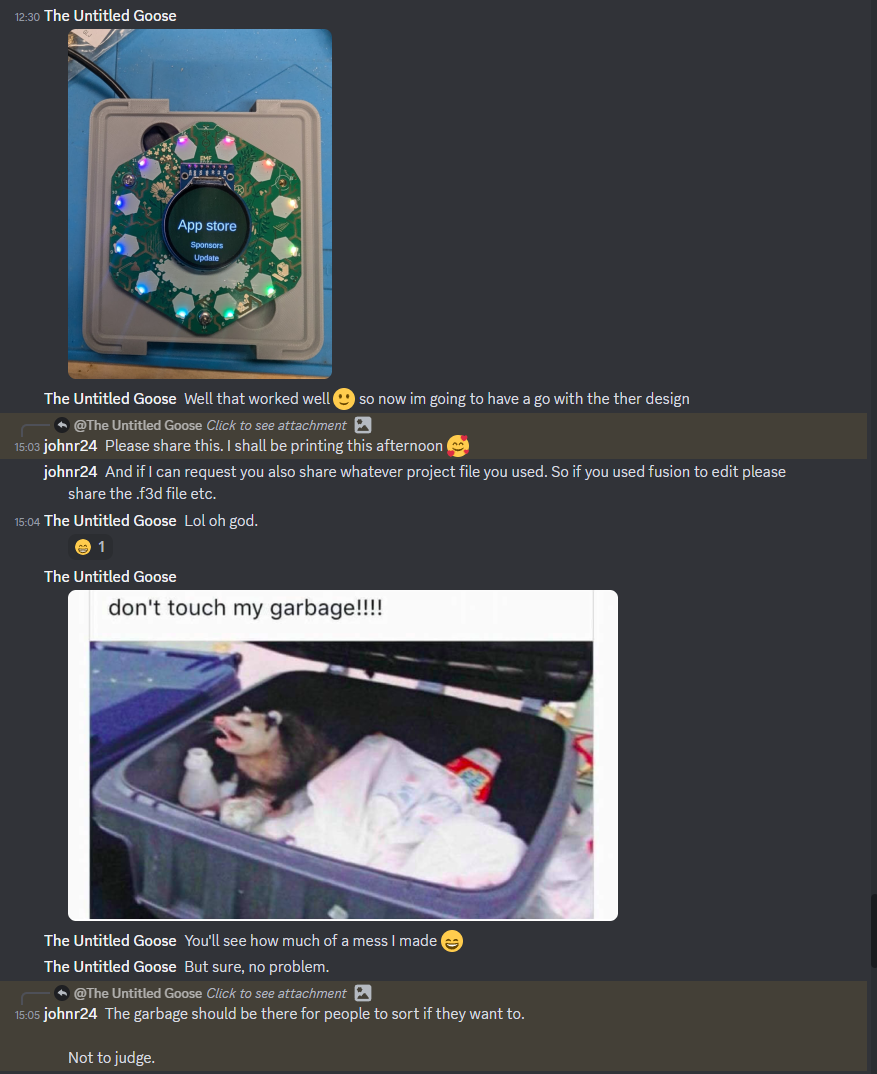 12:30 The Untitled Goose
EMF
App store
Sponsors
Update
The Untitled Goose Well that worked well🙂 so now im going to have a go with the ther design
@The Untitled Goose Click to see attachment
15:03 johnr24 Please share this. I shall be printing this afternoon 🥰
johnr24 And if I can request you also share whatever project file you used. So if you used fusion to edit please
share the .f3d file etc.
15:04 The Untitled Goose Lol oh god.
😁 1
The Untitled Goose
don't touch my garbage!!!!
The Untitled Goose You'll see how much of a mess I made 😄
The Untitled Goose But sure, no problem.
@The Untitled Goose Click to see attachment
15:05 johnr24 The garbage should be there for people to sort if they want to.
Not to judge.